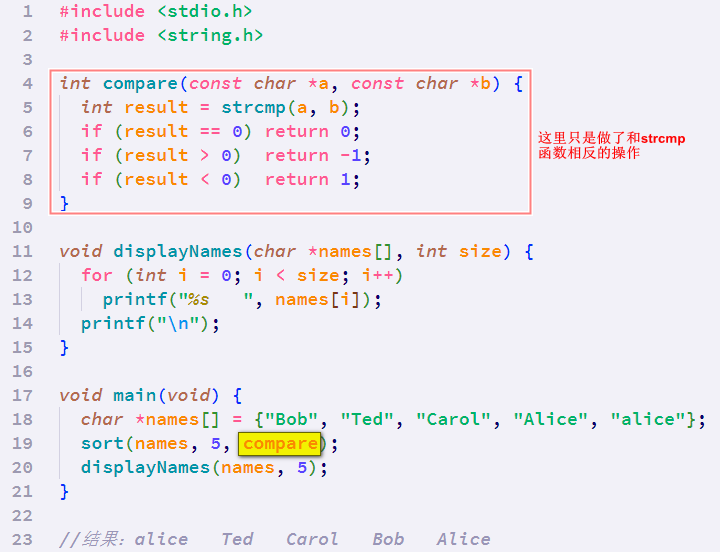 1 #include <stdio.h>
2 #include <string.h>
3
4 int compare(const char *a, const char *b) {
5   int result = strcmp(a, b);
6   if (result == 0) return 0;
7   if (result > 0)  return -1;
8   if (result < 0)  return 1;
9 }
这里只是做了和strcmp
函数相反的操作
10
11 void displayNames(char *names[], int size) {
12   for (int i = 0; i < size; i++)
13     printf("%s   ", names[i]);
14   printf("\n");
15 }
16
17 void main(void) {
18   char *names[] = {"Bob", "Ted", "Carol", "Alice", "alice"};
19   sort(names, 5, compare);
20   displayNames(names, 5);
21 }
22
23 //结果：alice   Ted   Carol   Bob   Alice